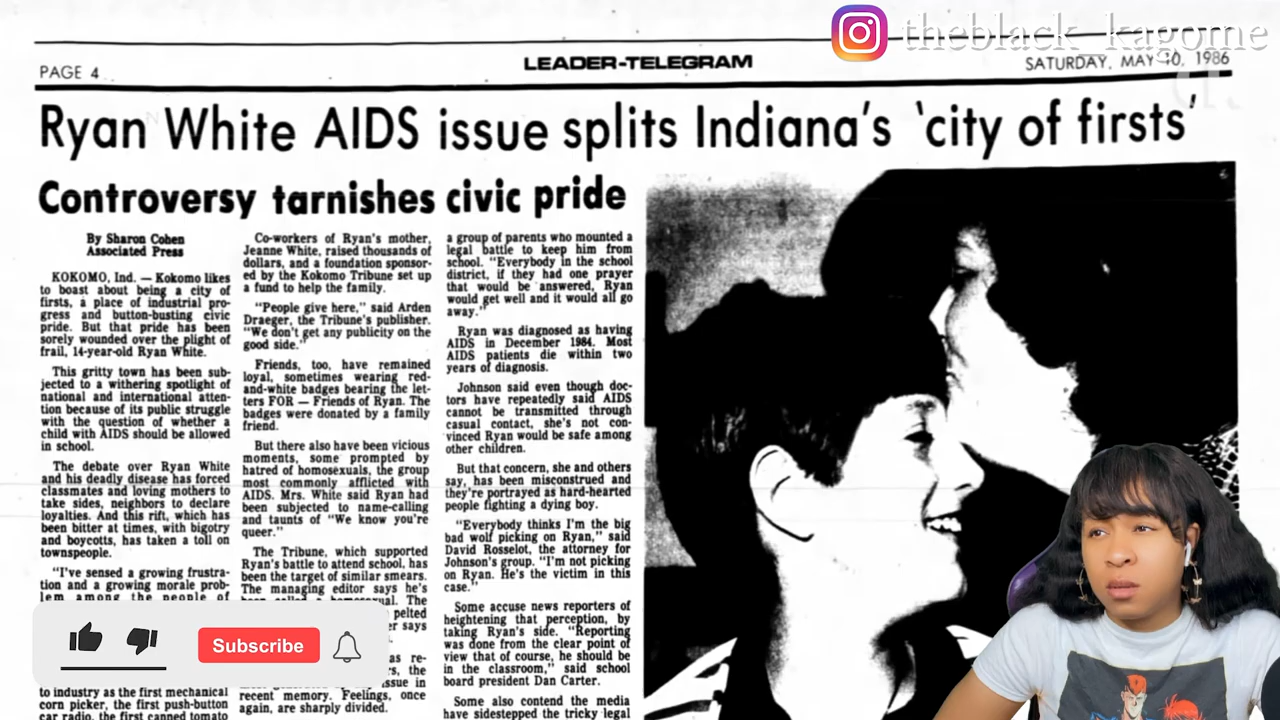 theblack_kagome
PAGE 4
LEADER-TELEGRAM
SATURDAY, MAY 10, 1986
Ryan White AIDS issue splits Indiana's 'city of firsts'
Controversy tarnishes civic pride
By Sharon Cohen
Associated Press
KOKOMO, Ind. — Kokomo likes
to boast about being a city of
firsts, a place of industrial pro-
gress and button-busting civic
pride. But that pride has been
sorely wounded over the plight of
frail, 14-year-old Ryan White.
This gritty town has been sub-
jected to a withering spotlight of
national and international atten-
tion because of its public struggle
with the question of whether a
child with AIDS should be allowed
in school.
The debate over Ryan White
and his deadly disease has forced
classmates and loving mothers to
take sides, neighbors to declare
loyalties. And this rift, which has
been bitter at times, with bigotry
and boycotts, has taken a toll on
townspeople.
"I've sensed a growing frustra-
tion and a growing morale prob-
lem among the people of
to industry as the first mechanical
corn picker, the first push-button
car radio, the first canned tomato
Co-workers of Ryan's mother,
Jeanne White, raised thousands of
dollars, and a foundation sponsor-
ed by the Kokomo Tribune set up
a fund to help the family.
"People give here," said Arden
Draeger, the Tribune's publisher.
"We don't get any publicity on the
good side."
Friends, too, have remained
loyal, sometimes wearing red-
and-white badges bearing the let-
ters FOR — Friends of Ryan. The
badges were donated by a family
friend.
But there also have been vicious
moments, some prompted by
hatred of homosexuals, the group
most commonly afflicted with
AIDS. Mrs. White said Ryan had
been subjected to name-calling
and taunts of "We know you're
queer."
The Tribune, which supported
Ryan's battle to attend school, has
been the target of similar smears.
The managing editor says he's
The
pelted
says
as re-
the
issue in
recent memory. Feelings, once
again, are sharply divided.
a group of parents who mounted a
legal battle to keep him from
school. "Everybody in the school
district, if they had one prayer
that would be answered, Ryan
would get well and it would all go
away."
Ryan was diagnosed as having
AIDS in December 1984. Most
AIDS patients die within two
years of diagnosis.
Johnson said even though doc-
tors have repeatedly said AIDS
cannot be transmitted through
casual contact, she's not con-
vinced Ryan would be safe among
other children.
But that concern, she and others
say, has been misconstrued and
they're portrayed as hard-hearted
people fighting a dying boy.
"Everybody thinks I'm the big
bad wolf picking on Ryan," said
David Rosselot, the attorney for
Johnson's group. "I'm not picking
on Ryan. He's the victim in this
case."
Some accuse news reporters of
heightening that perception, by
taking Ryan's side. "Reporting
was done from the clear point of
view that of course, he should be
in the classroom," said school
board president Dan Carter.
Some also contend the media
have sidestepped the tricky legal
Subscribe